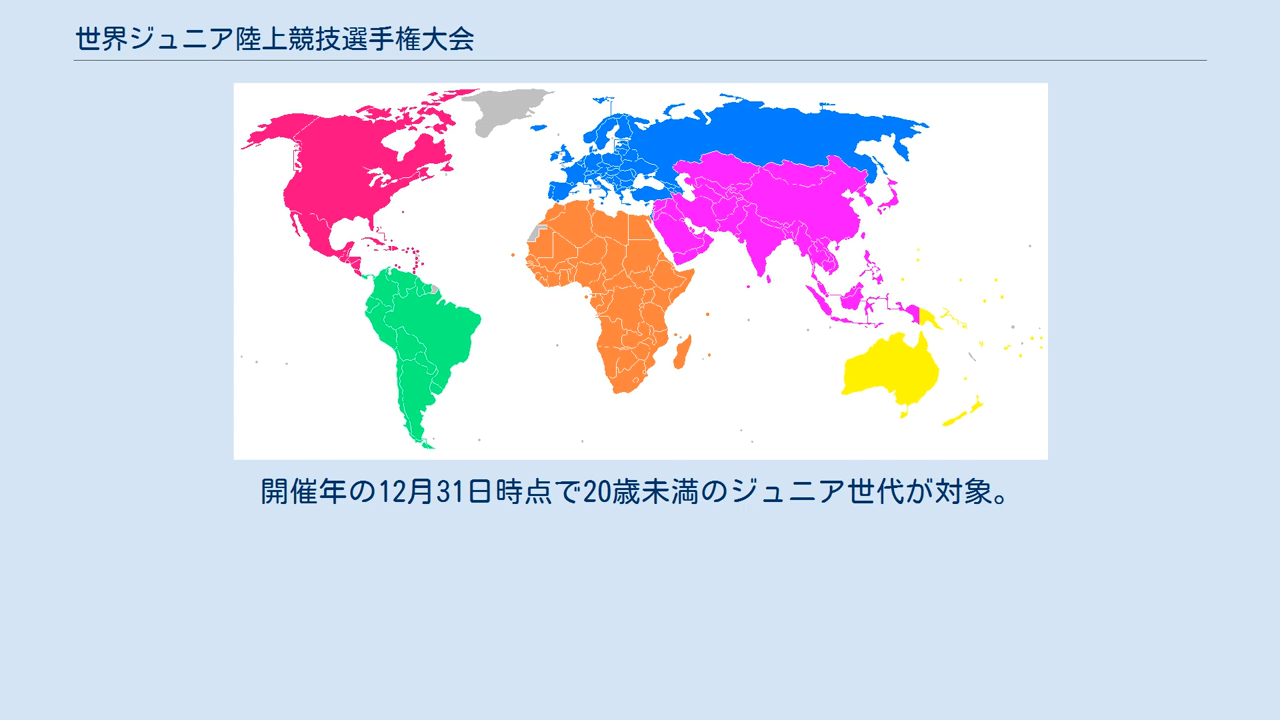 世界ジュニア陸上競技選手権大会
開催年の12月31日時点で20歳未満のジュニア世代が対象。